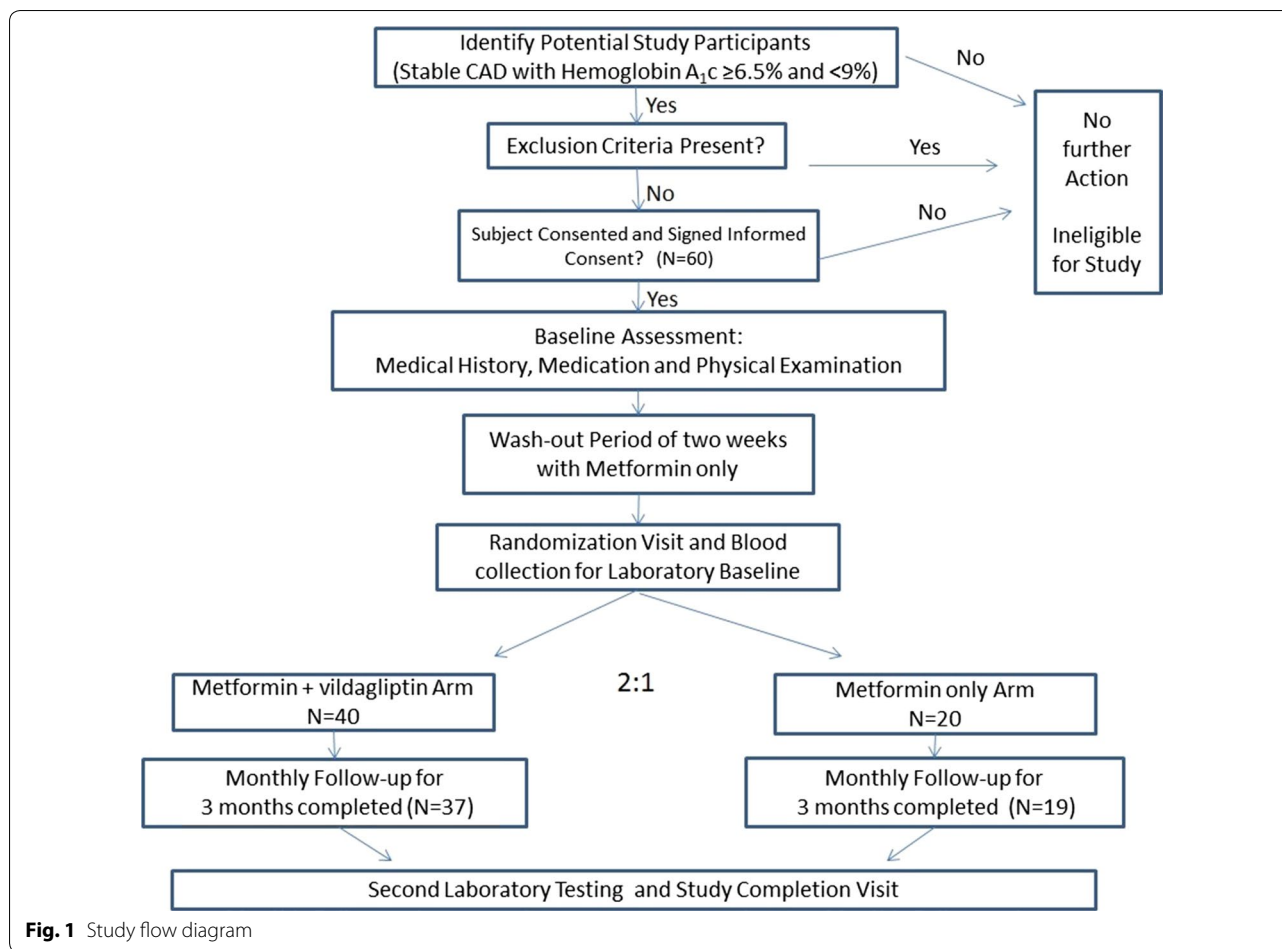 Identify Potential Study Participants
(Stable CAD with Hemoglobin A1c ≥6.5% and <9%)
No
Yes
No
further
Action
Ineligible
for Study
Exclusion Criteria Present?
Yes
No
Subject Consented and Signed Informed
Consent? (N=60)
No
Yes
Baseline Assessment:
Medical History, Medication and Physical Examination
Wash-out Period of two weeks
with Metformin only
Randomization Visit and Blood
collection for Laboratory Baseline
Metformin + vildagliptin Arm
N=40
2:1
Metformin only Arm
N=20
Monthly Follow-up for
3 months completed (N=37)
Monthly Follow-up for
3 months completed (N=19)
Second Laboratory Testing and Study Completion Visit
Fig. 1 Study flow diagram